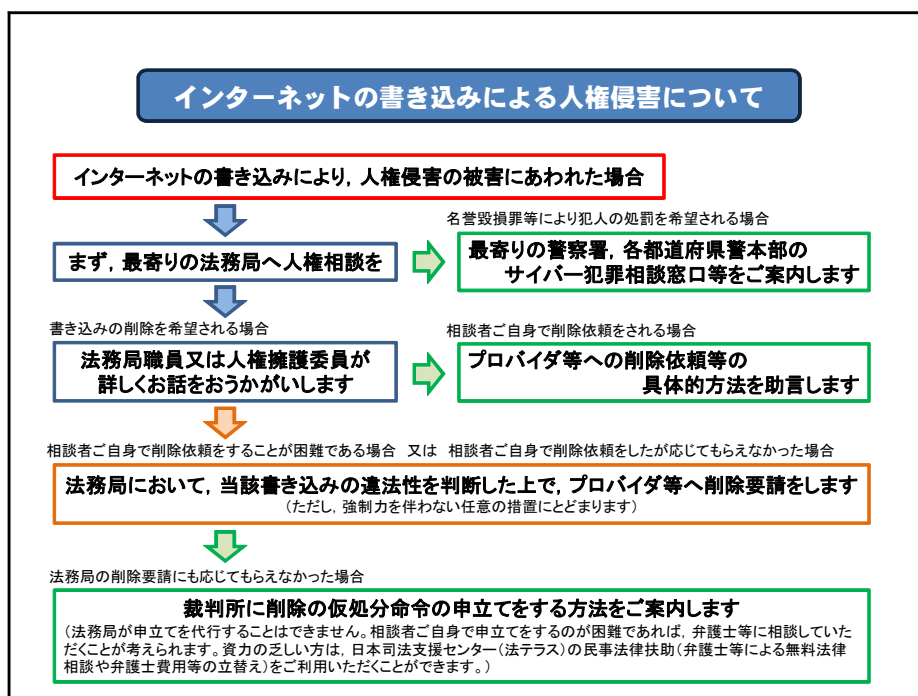 インターネットの書き込みによる人権侵害について
インターネットの書き込みにより，人権侵害の被害にあわれた場合
名誉毀損罪等により犯人の処罰を希望される場合
まず，最寄りの法務局へ人権相談を
最寄りの警察署，各都道府県警本部の
サイバー犯罪相談窓口等をご案内します
書き込みの削除を希望される場合
相談者ご自身で削除依頼をされる場合
法務局職員又は人権擁護委員が
詳しくお話をおうかがいします
プロバイダ等への削除依頼等の
具体的方法を助言します
相談者ご自身で削除依頼をすることが困難である場合　又は　相談者ご自身で削除依頼をしたが応じてもらえなかった場合
法務局において，当該書き込みの違法性を判断した上で，プロバイダ等へ削除要請をします
（ただし，強制力を伴わない任意の措置にとどまります）
法務局の削除要請にも応じてもらえなかった場合
裁判所に削除の仮処分命令の申立てをする方法をご案内します
（法務局が申立てを代行することはできません。相談者ご自身で申立てをするのが困難であれば，弁護士等に相談していた
だくことが考えられます。資力の乏しい方は，日本司法支援センター（法テラス）の民事法律扶助（弁護士等による無料法律
相談や弁護士費用等の立替え）をご利用いただくことができます。）